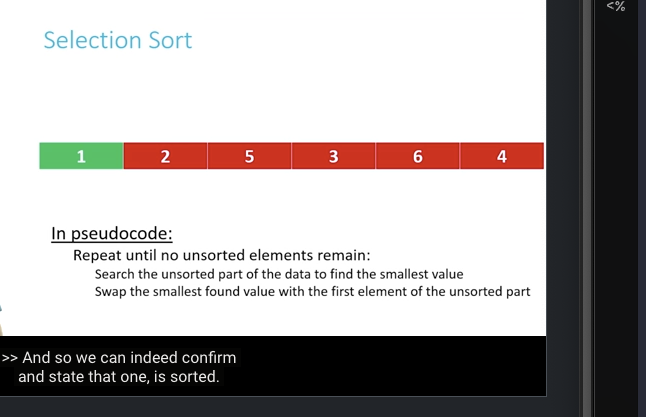 <%
Selection Sort
1 2 5 3 6 4
In pseudocode:
Repeat until no unsorted elements remain:
Search the unsorted part of the data to find the smallest value
Swap the smallest found value with the first element of the unsorted part
>> And so we can indeed confirm
and state that one, is sorted.